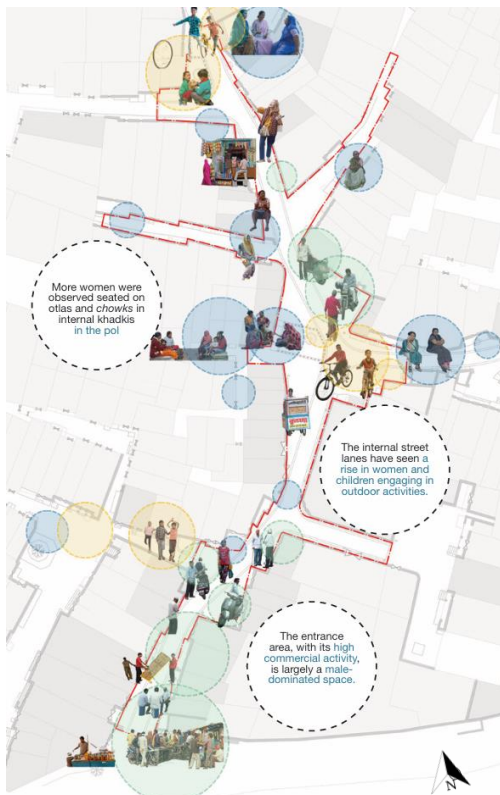 More women were
observed seated on
otlas and chowks in
internal khadkis
in the pol
The internal street
lanes have seen a
rise in women and
children engaging in
outdoor activities.
The entrance
area, with its high
commercial activity,
is largely a male-
dominated space.